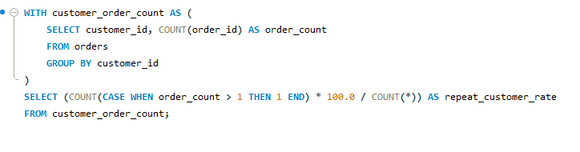 WITH customer_order_count AS (
    SELECT customer_id, COUNT(order_id) AS order_count
    FROM orders
    GROUP BY customer_id
)
SELECT (COUNT(CASE WHEN order_count > 1 THEN 1 END) * 100.0 / COUNT(*)) AS repeat_customer_rate
FROM customer_order_count;